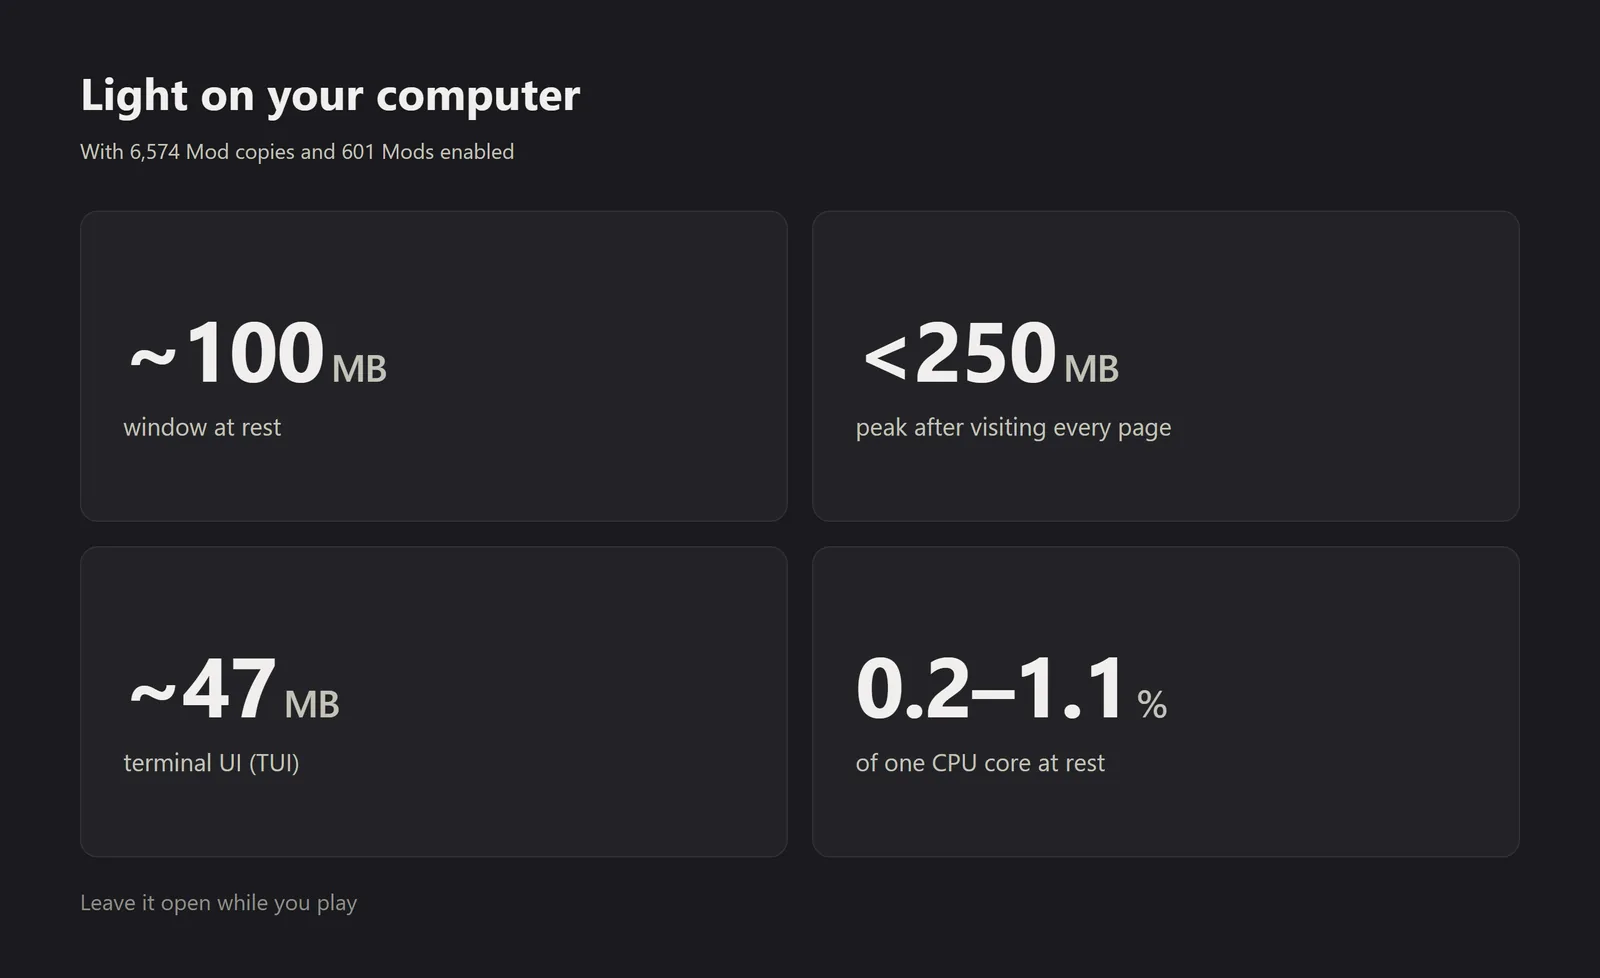 Light on your computer
With 6,574 Mod copies and 601 Mods enabled
~100 MB
window at rest
<250 MB
peak after visiting every page
~47 MB
terminal UI (TUI)
0.2–1.1 %
of one CPU core at rest
Leave it open while you play